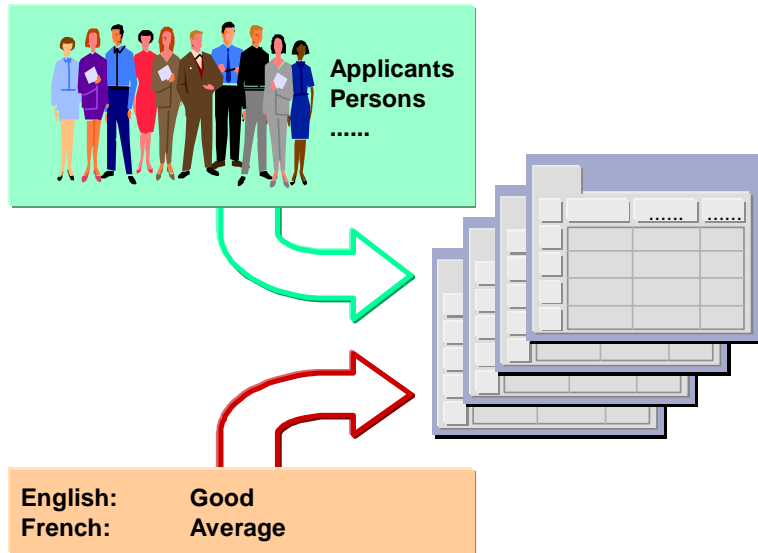 Applicants
Persons
......
...... ......
English: Good
French: Average